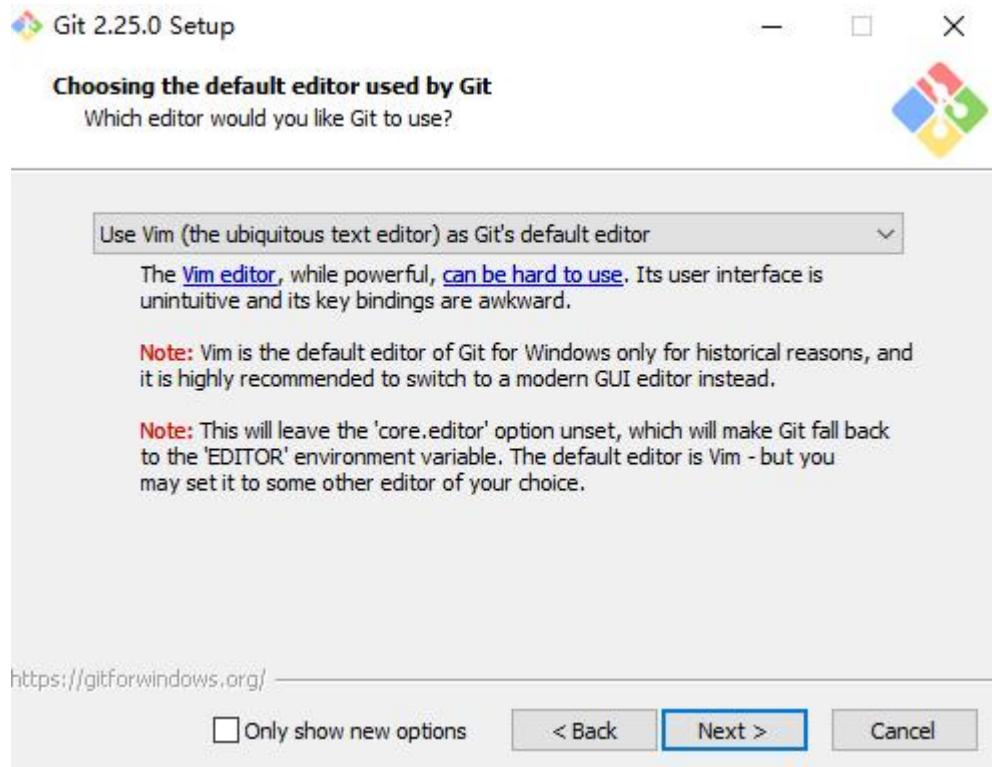 Git 2.25.0 Setup
Choosing the default editor used by Git
Which editor would you like Git to use?
Use Vim (the ubiquitous text editor) as Git's default editor
The Vim editor, while powerful, can be hard to use. Its user interface is
unintuitive and its key bindings are awkward.
Note: Vim is the default editor of Git for Windows only for historical reasons, and
it is highly recommended to switch to a modern GUI editor instead.
Note: This will leave the 'core.editor' option unset, which will make Git fall back
to the 'EDITOR' environment variable. The default editor is Vim - but you
may set it to some other editor of your choice.
https://gitforwindows.org/
Only show new options
< Back
Next >
Cancel